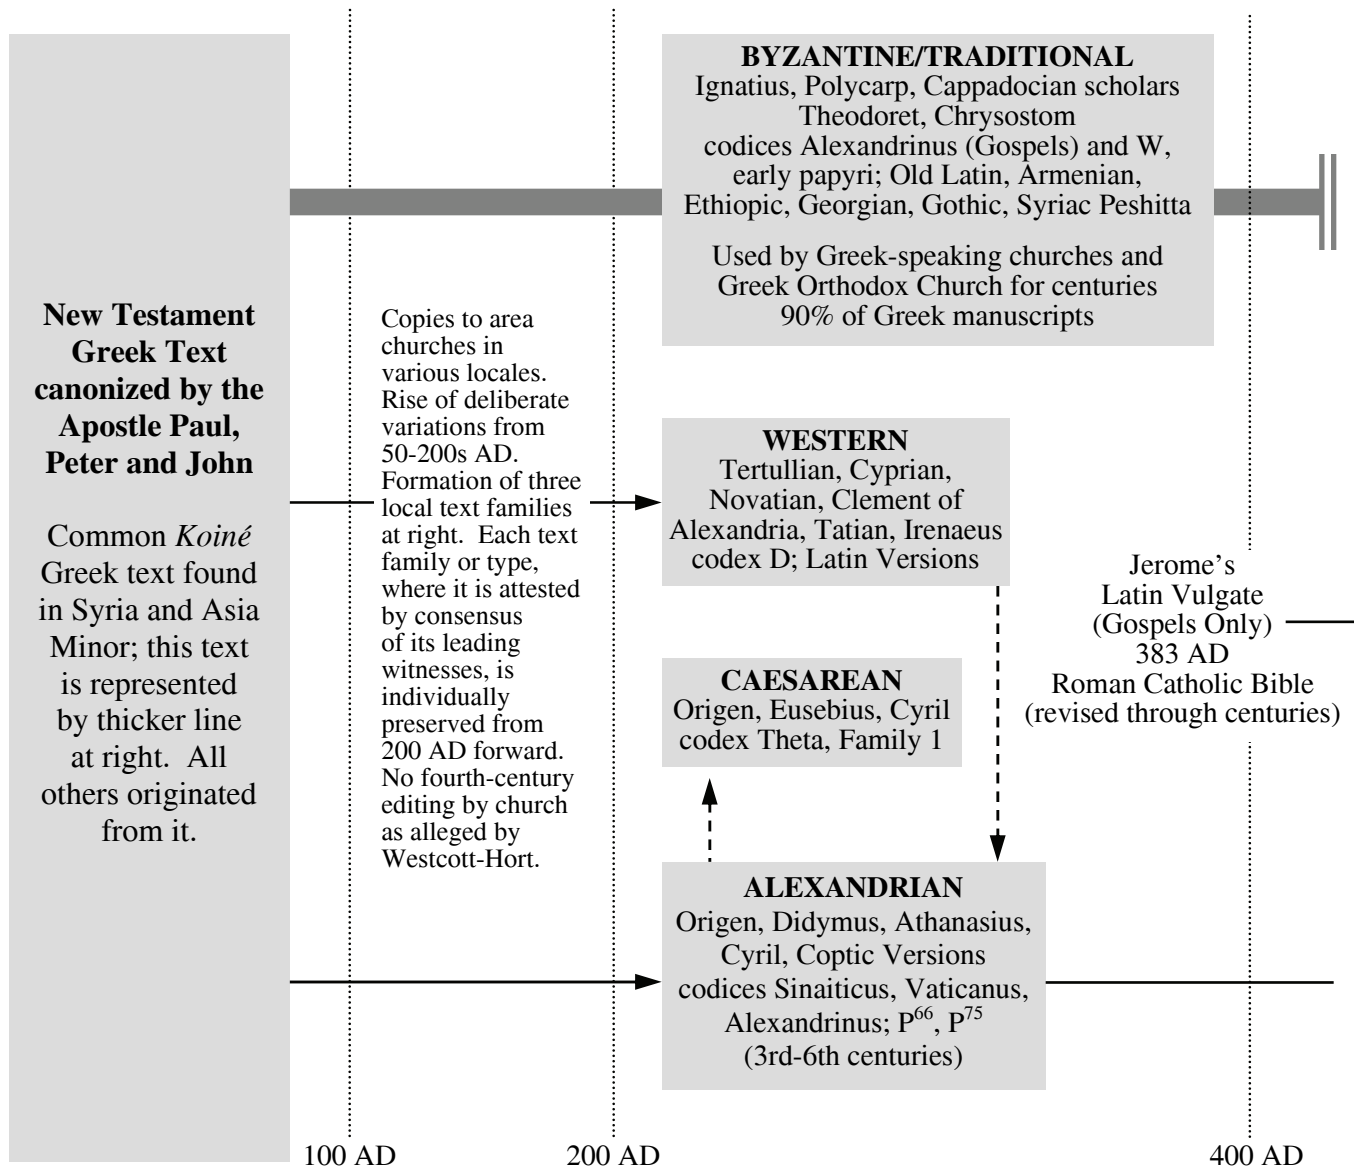 New Testament
Greek Text
canonized by the
Apostle Paul,
Peter and John
Common Koiné
Greek text found
in Syria and Asia
Minor; this text
is represented
by thicker line
at right.  All
others originated
from it.
Copies to area
churches in
various locales.
Rise of deliberate
variations from
50-200s AD.
Formation of three
local text families
at right.  Each text
family or type,
where it is attested
by consensus
of its leading
witnesses, is
individually
preserved from
200 AD forward.
No fourth-century
editing by church
as alleged by
Westcott-Hort.
BYZANTINE/TRADITIONAL
Ignatius, Polycarp, Cappadocian scholars
Theodoret, Chrysostom
codices Alexandrinus (Gospels) and W,
early papyri; Old Latin, Armenian,
Ethiopic, Georgian, Gothic, Syriac Peshitta
Used by Greek-speaking churches and
Greek Orthodox Church for centuries
90% of Greek manuscripts
WESTERN
Tertullian, Cyprian,
Novatian, Clement of
Alexandria, Tatian, Irenaeus
codex D; Latin Versions
CAESAREAN
Origen, Eusebius, Cyril
codex Theta, Family 1
ALEXANDRIAN
Origen, Didymus, Athanasius,
Cyril, Coptic Versions
codices Sinaiticus, Vaticanus,
Alexandrinus; P66, P75
(3rd-6th centuries)
Jerome’s
Latin Vulgate
(Gospels Only)
383 AD
Roman Catholic Bible
(revised through centuries)
100 AD
200 AD
400 AD